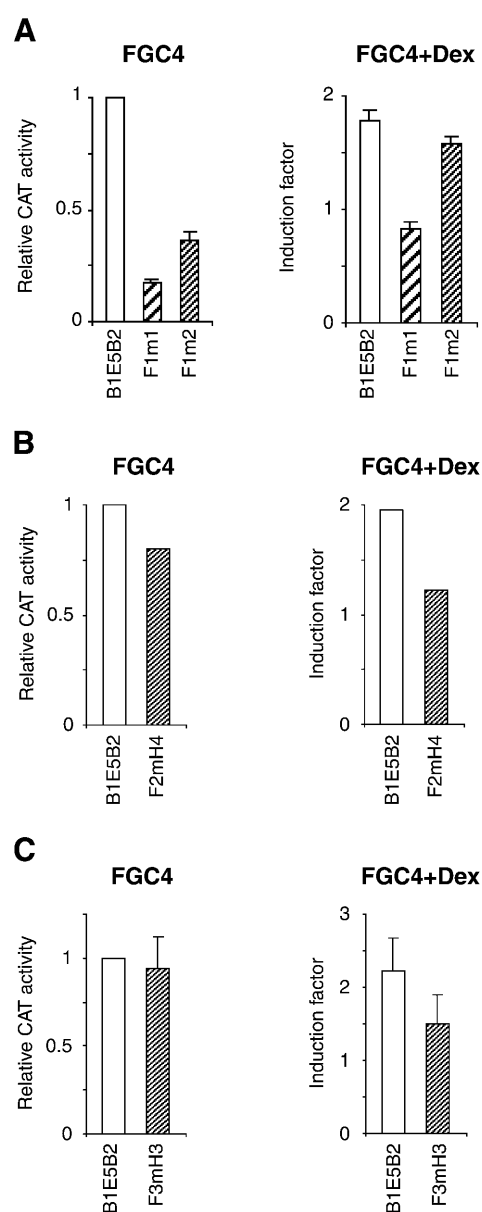 A
FGC4
FGC4+Dex
Relative CAT activity
1
0.5
0
B1E5B2
F1m1
F1m2
Induction factor
2
1
0
B1E5B2
F1m1
F1m2
B
FGC4
FGC4+Dex
Relative CAT activity
1
0.5
0
B1E5B2
F2mH4
Induction factor
2
1
0
B1E5B2
F2mH4
C
FGC4
FGC4+Dex
Relative CAT activity
1
0.5
0
B1E5B2
F3mH3
Induction factor
3
2
1
0
B1E5B2
F3mH3